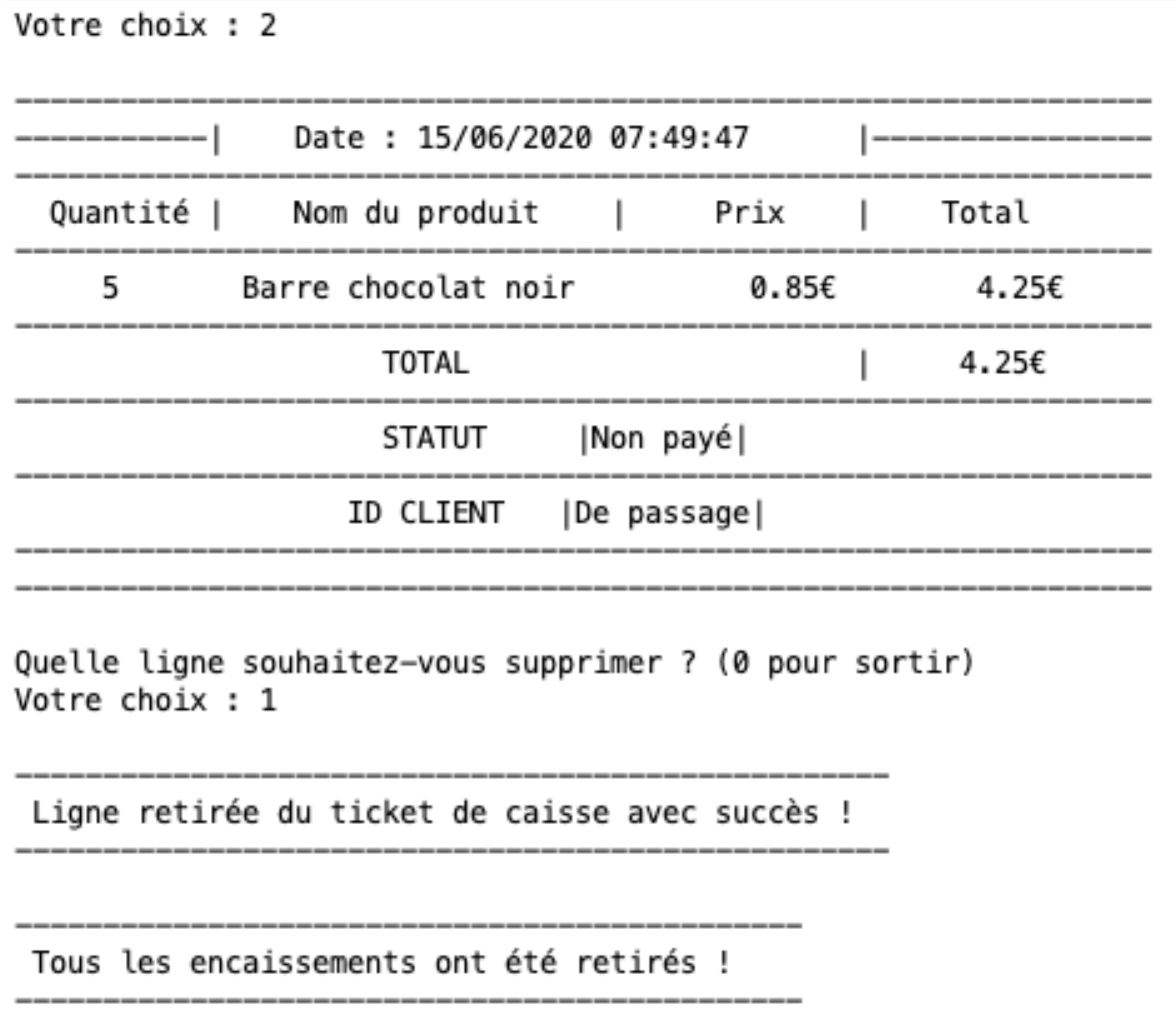 Votre choix : 2
-----------------------------------------------------------------
-----------|    Date : 15/06/2020 07:49:47      |----------------
-----------------------------------------------------------------
  Quantité |    Nom du produit    |     Prix    |    Total
-----------------------------------------------------------------
     5       Barre chocolat noir          0.85€        4.25€
-----------------------------------------------------------------
                     TOTAL                      |     4.25€
-----------------------------------------------------------------
                     STATUT     |Non payé|
-----------------------------------------------------------------
                   ID CLIENT   |De passage|
-----------------------------------------------------------------
-----------------------------------------------------------------
Quelle ligne souhaitez-vous supprimer ? (0 pour sortir)
Votre choix : 1
--------------------------------------------------
 Ligne retirée du ticket de caisse avec succès !
--------------------------------------------------
---------------------------------------------
 Tous les encaissements ont été retirés !
---------------------------------------------